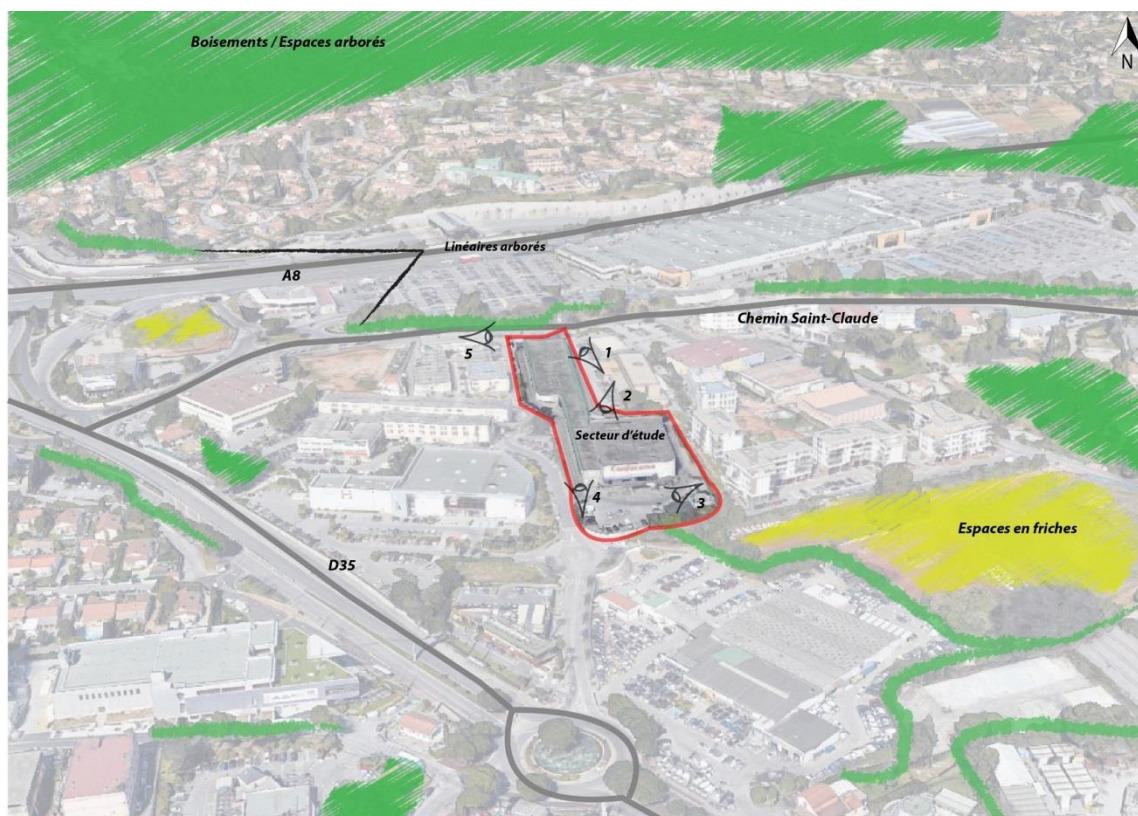 Boisements / Espaces arborés
N
Linéaires arborés
A8
Chemin Saint-Claude
5
1
2
Secteur d'étude
Conforama
4
3
Espaces en friches
D35